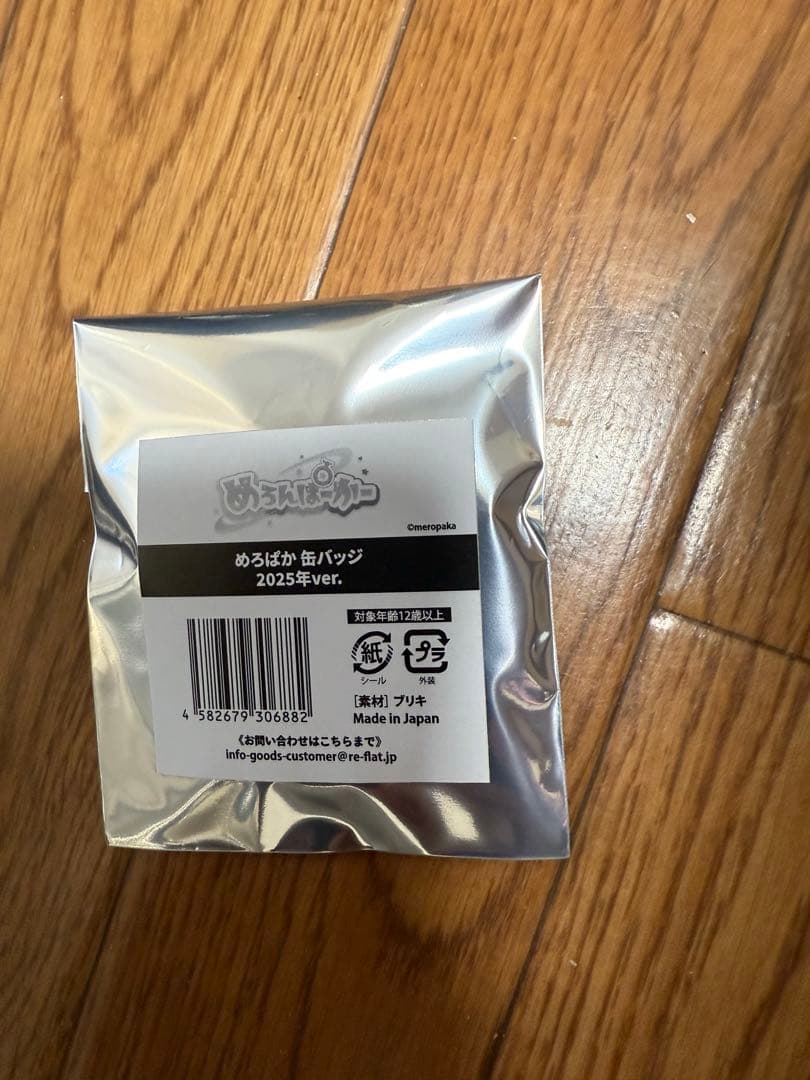 めろんぱーかー
©meropaka
めろぱか 缶バッジ
2025年ver.
対象年齢12歳以上
紙
プラ
シール
外装
[素材] ブリキ
Made in Japan
4 582679 306882
《お問い合わせはこちらまで》
info-goods-customer@re-flat.jp